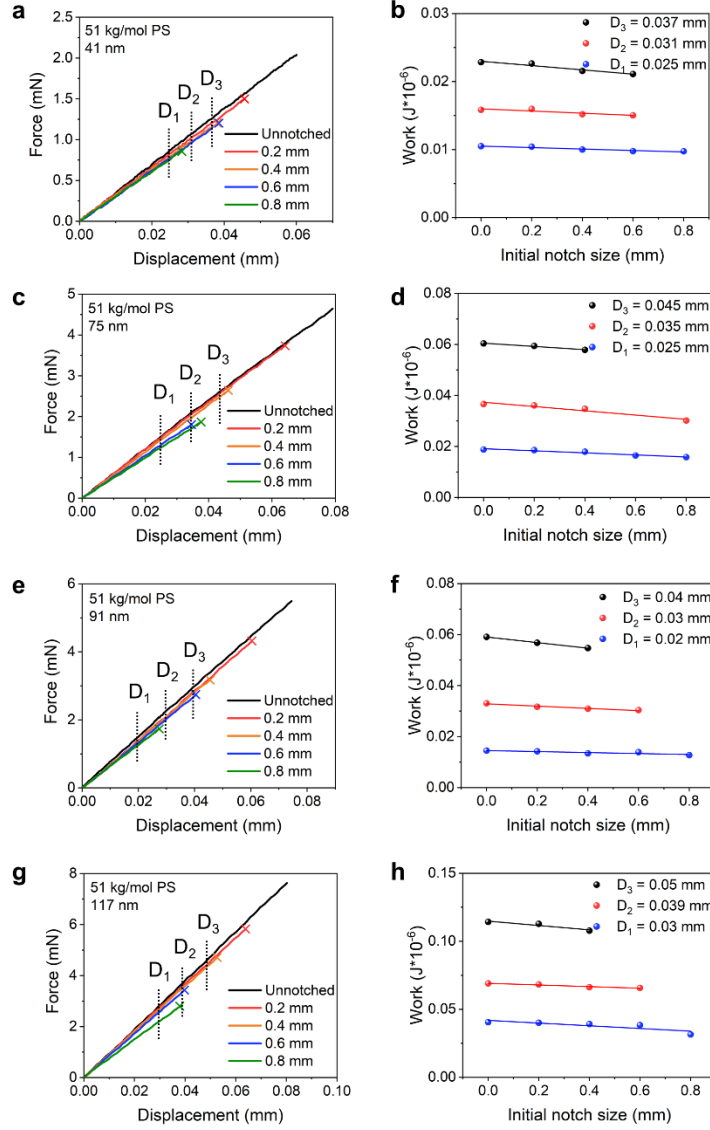 a
51 kg/mol PS
41 nm
D1
D2
D3
Unnotched
0.2 mm
0.4 mm
0.6 mm
0.8 mm
Force (mN)
2.5
2.0
1.5
1.0
0.5
0.0
0.00 0.02 0.04 0.06
Displacement (mm)
b
D3 = 0.037 mm
D2 = 0.031 mm
D1 = 0.025 mm
Work (J*10-6)
0.03
0.02
0.01
0.00
0.0 0.2 0.4 0.6 0.8
Initial notch size (mm)
c
51 kg/mol PS
75 nm
D1
D2
D3
Unnotched
0.2 mm
0.4 mm
0.6 mm
0.8 mm
Force (mN)
5
4
3
2
1
0
0.00 0.02 0.04 0.06 0.08
Displacement (mm)
d
D3 = 0.045 mm
D2 = 0.035 mm
D1 = 0.025 mm
Work (J*10-6)
0.08
0.06
0.04
0.02
0.00
0.0 0.2 0.4 0.6 0.8
Initial notch size (mm)
e
51 kg/mol PS
91 nm
D1
D2
D3
Unnotched
0.2 mm
0.4 mm
0.6 mm
0.8 mm
Force (mN)
6
4
2
0
0.00 0.02 0.04 0.06 0.08
Displacement (mm)
f
D3 = 0.04 mm
D2 = 0.03 mm
D1 = 0.02 mm
Work (J*10-6)
0.08
0.06
0.04
0.02
0.00
0.0 0.2 0.4 0.6 0.8
Initial notch size (mm)
g
51 kg/mol PS
117 nm
D1
D2
D3
Unnotched
0.2 mm
0.4 mm
0.6 mm
0.8 mm
Force (mN)
8
6
4
2
0
0.00 0.02 0.04 0.06 0.08 0.10
Displacement (mm)
h
D3 = 0.05 mm
D2 = 0.039 mm
D1 = 0.03 mm
Work (J*10-6)
0.15
0.10
0.05
0.00
0.0 0.2 0.4 0.6 0.8
Initial notch size (mm)